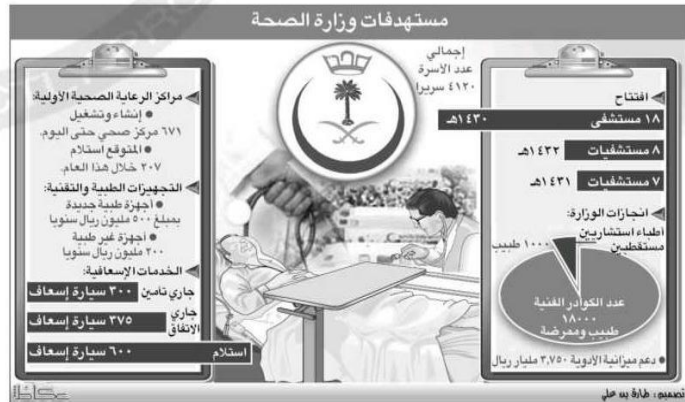 مستهدفات وزارة الصحة
إجمالي
عدد الأسرة
٤١٢٠ سريرا
افتتاح
١٨ مستشفى ١٤٣٠هـ
٨ مستشفيات ١٤٣٢هـ
٧ مستشفيات ١٤٣١هـ
انجازات الوزارة:
أطباء استشاريين
مستقطبين
١٠٠٠ طبيب
عدد الكوادر الفنية
١٨٠٠٠
طبيب وممرضة
دعم ميزانية الأدوية ٣,٧٥٠ مليار ريال
مراكز الرعاية الصحية الأولية:
إنشاء وتشغيل
٦٧١ مركز صحي حتى اليوم.
المتوقع استلام
٢٠٧ خلال هذا العام.
التجهيزات الطبية والتقنية:
أجهزة طبية جديدة
بمبلغ ٥٠٠ مليون ريال سنويا
أجهزة غير طبية
٢٠٠ مليون ريال سنويا
الخدمات الإسعافية:
جاري تأمين ٣٠٠ سيارة إسعاف
جاري
الاتفاق ٣٧٥ سيارة إسعاف
استلام ٦٠٠ سيارة إسعاف
تصميم: طارق بن علي
عكاظ